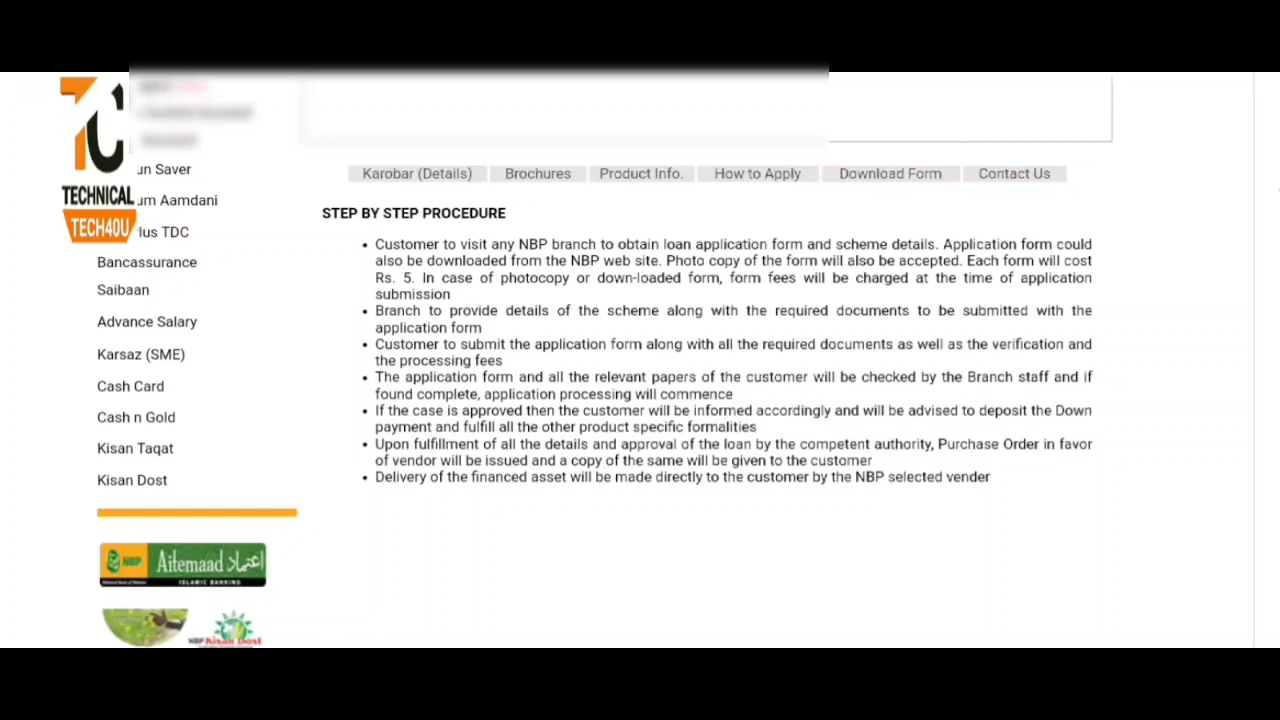 TECHNICAL
TECH40U
un Saver
um Aamdani
lus TDC
Bancassurance
Saibaan
Advance Salary
Karsaz (SME)
Cash Card
Cash n Gold
Kisan Taqat
Kisan Dost
NBP
Aitemaad اعتماد
ISLAMIC BANKING
NBP Kisan Dost
Karobar (Details) Brochures Product Info. How to Apply Download Form Contact Us
STEP BY STEP PROCEDURE
• Customer to visit any NBP branch to obtain loan application form and scheme details. Application form could
also be downloaded from the NBP web site. Photo copy of the form will also be accepted. Each form will cost
Rs. 5. In case of photocopy or down-loaded form, form fees will be charged at the time of application
submission
• Branch to provide details of the scheme along with the required documents to be submitted with the
application form
• Customer to submit the application form along with all the required documents as well as the verification and
the processing fees
• The application form and all the relevant papers of the customer will be checked by the Branch staff and if
found complete, application processing will commence
• If the case is approved then the customer will be informed accordingly and will be advised to deposit the Down
payment and fulfill all the other product specific formalities
• Upon fulfillment of all the details and approval of the loan by the competent authority, Purchase Order in favor
of vendor will be issued and a copy of the same will be given to the customer
• Delivery of the financed asset will be made directly to the customer by the NBP selected vender